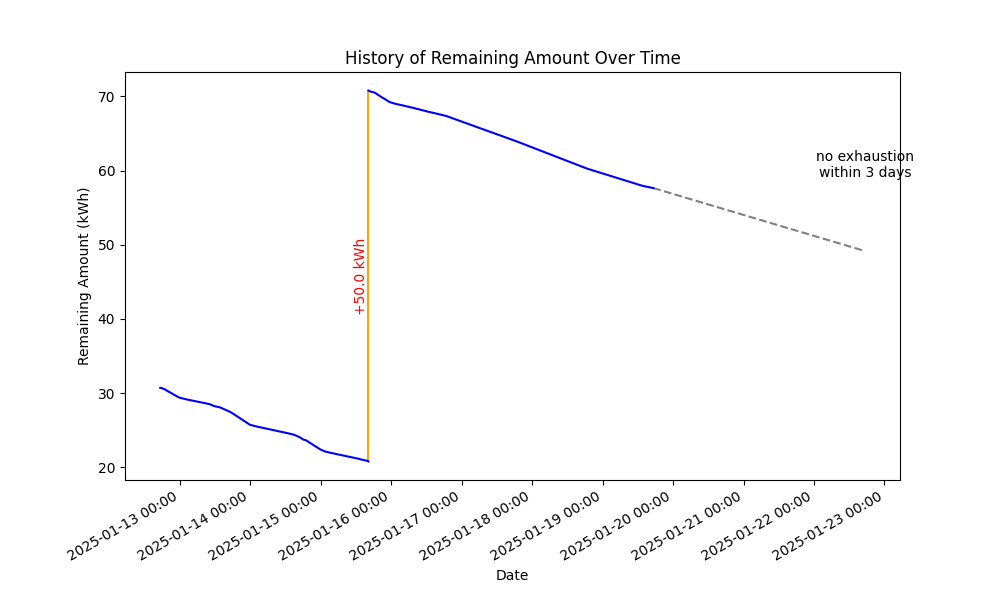 History of Remaining Amount Over Time
Remaining Amount (kWh)
70
60
50
40
30
20
+50.0 kWh
no exhaustion
within 3 days
2025-01-13 00:00
2025-01-14 00:00
2025-01-15 00:00
2025-01-16 00:00
2025-01-17 00:00
2025-01-18 00:00
2025-01-19 00:00
2025-01-20 00:00
2025-01-21 00:00
2025-01-22 00:00
2025-01-23 00:00
Date